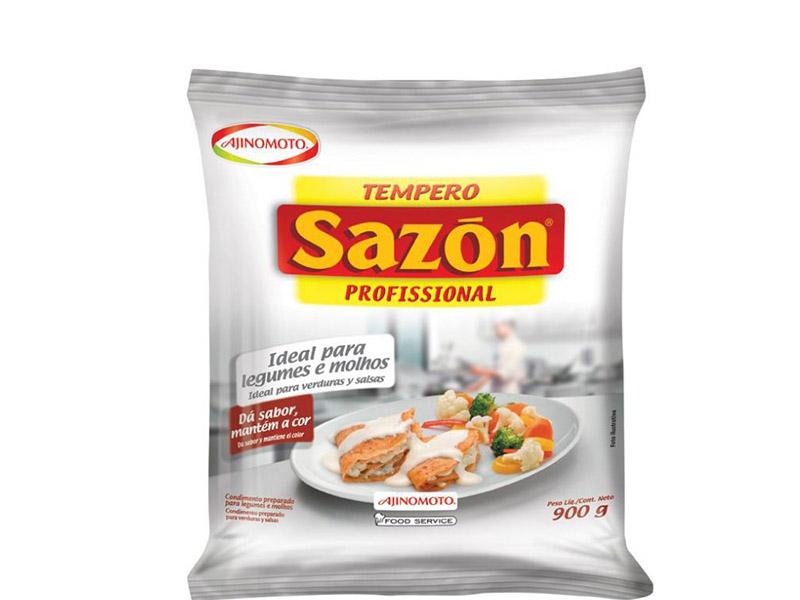 AJINOMOTO.
TEMPERO
Sazón®
PROFISSIONAL
Ideal para
legumes e molhos
Ideal para verduras y salsas
Dá sabor,
mantém a cor
Dá sabor y mantiene el color
Foto ilustrativa
Condimento preparado
para legumes e molhos
Condimento preparado
para verduras y salsas
AJINOMOTO.
FOOD SERVICE
Peso Líq./Cont. Neto
900 g